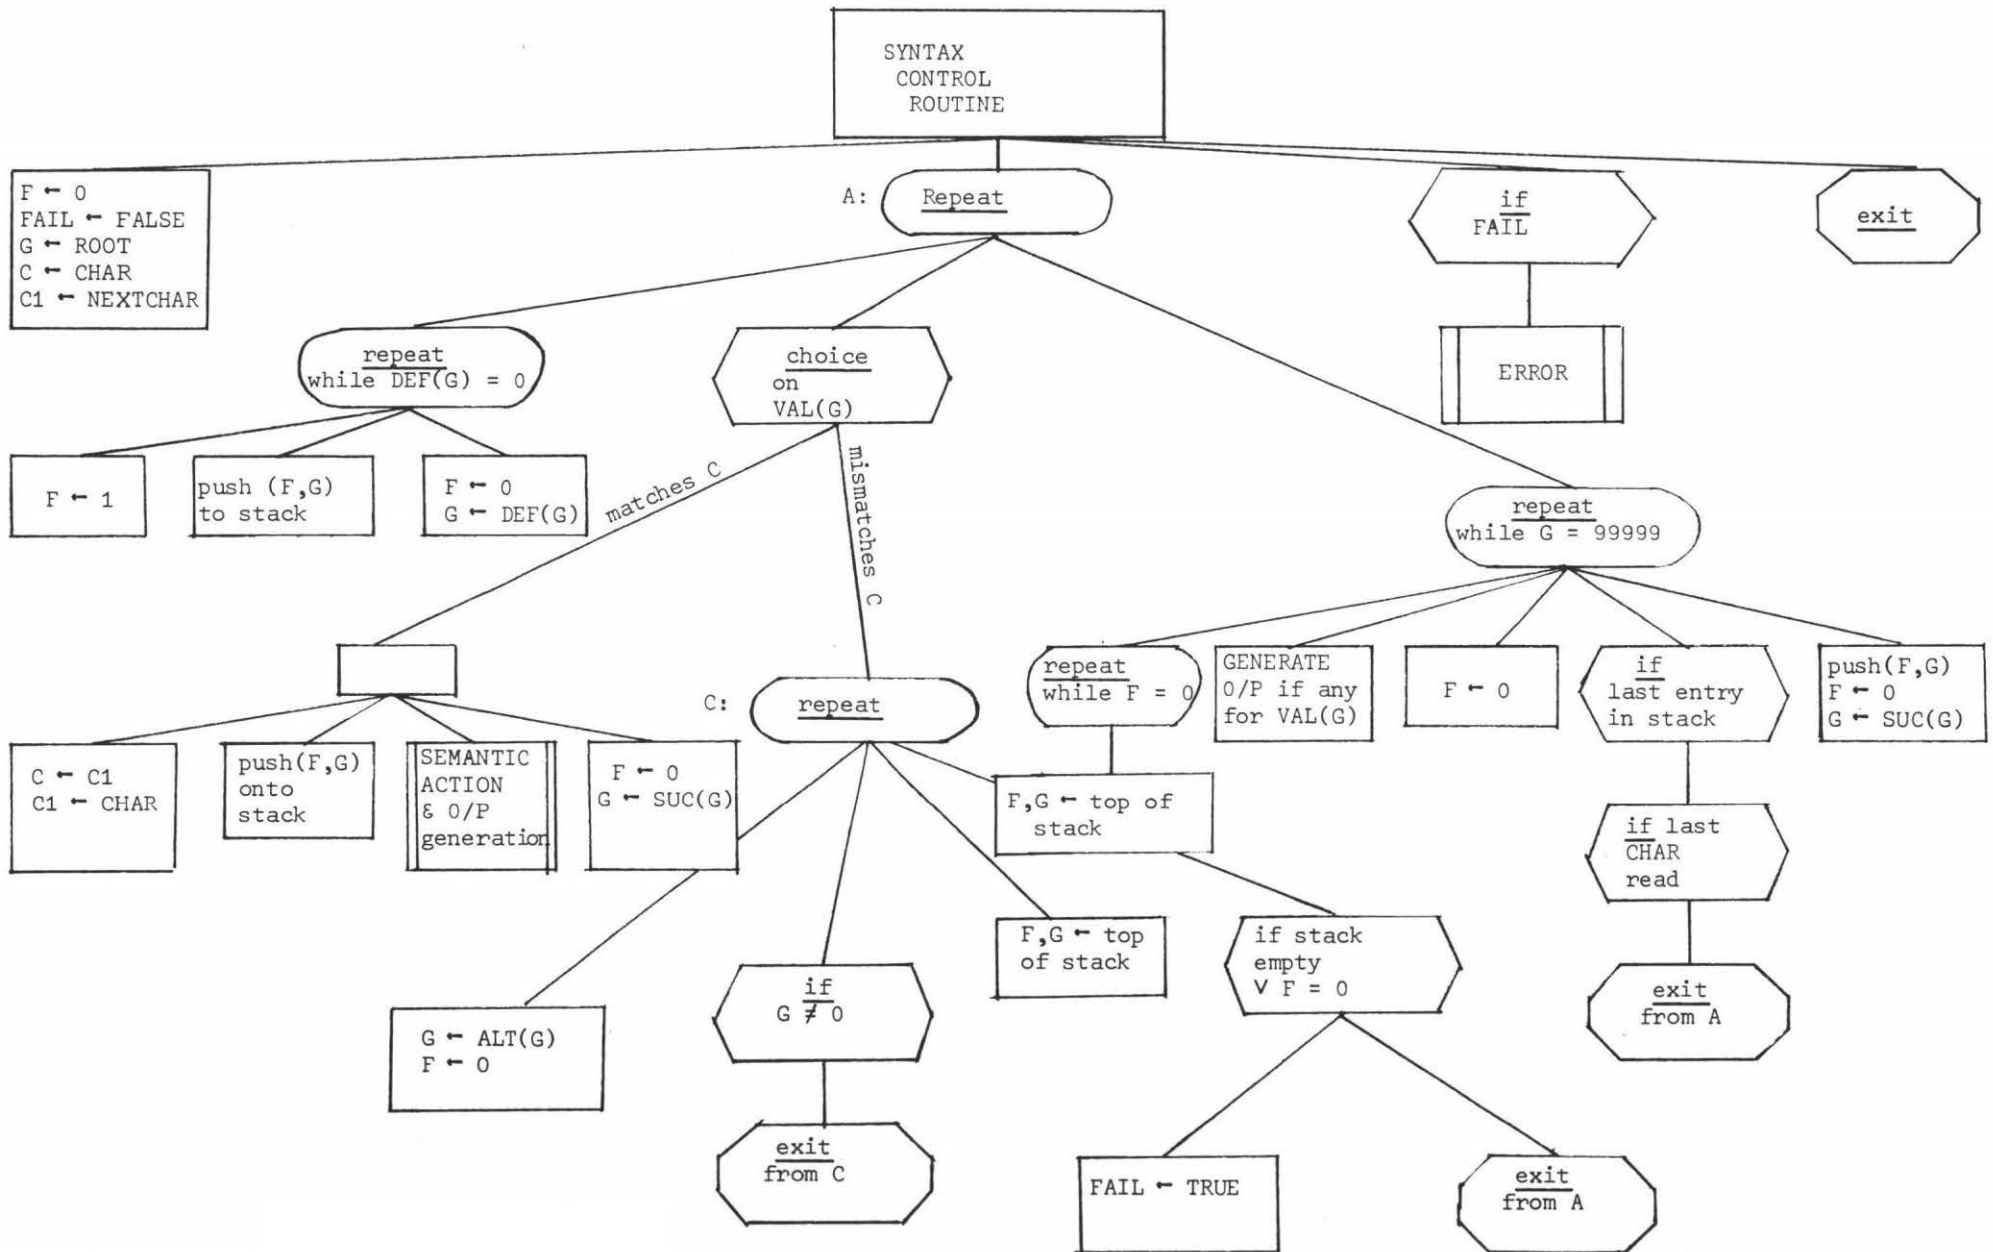 SYNTAX
CONTROL
ROUTINE
F ← 0
FAIL ← FALSE
G ← ROOT
C ← CHAR
C1 ← NEXTCHAR
A:
Repeat
if
FAIL
exit
repeat
while DEF(G) = 0
choice
on
VAL(G)
ERROR
F ← 1
push (F,G)
to stack
F ← 0
G ← DEF(G)
matches C
mismatches C
repeat
while G = 99999
C ← C1
C1 ← CHAR
push(F,G)
onto
stack
SEMANTIC
ACTION
& O/P
generation
F ← 0
G ← SUC(G)
C:
repeat
repeat
while F = 0
GENERATE
O/P if any
for VAL(G)
F ← 0
if
last entry
in stack
push(F,G)
F ← 0
G ← SUC(G)
F,G ← top of
stack
if last
CHAR
read
G ← ALT(G)
F ← 0
if
G ≠ 0
F,G ← top
of stack
if stack
empty
V F = 0
exit
from A
exit
from C
FAIL ← TRUE
exit
from A